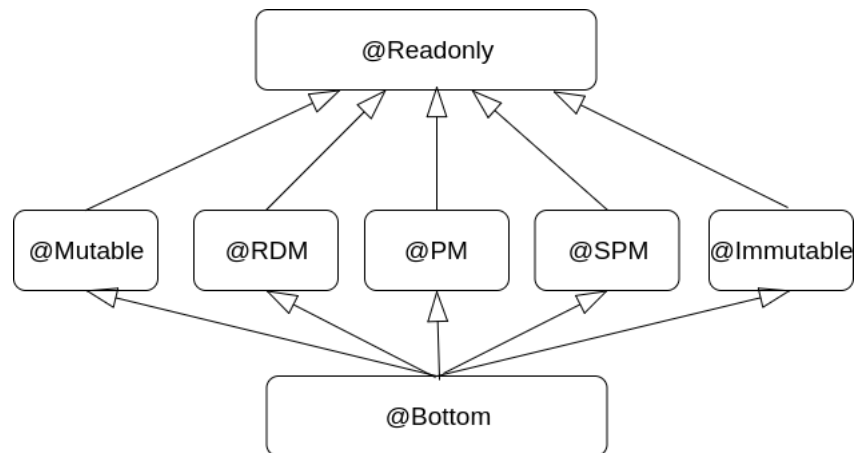 @Readonly
@Mutable
@RDM
@PM
@SPM
@Immutable
@Bottom